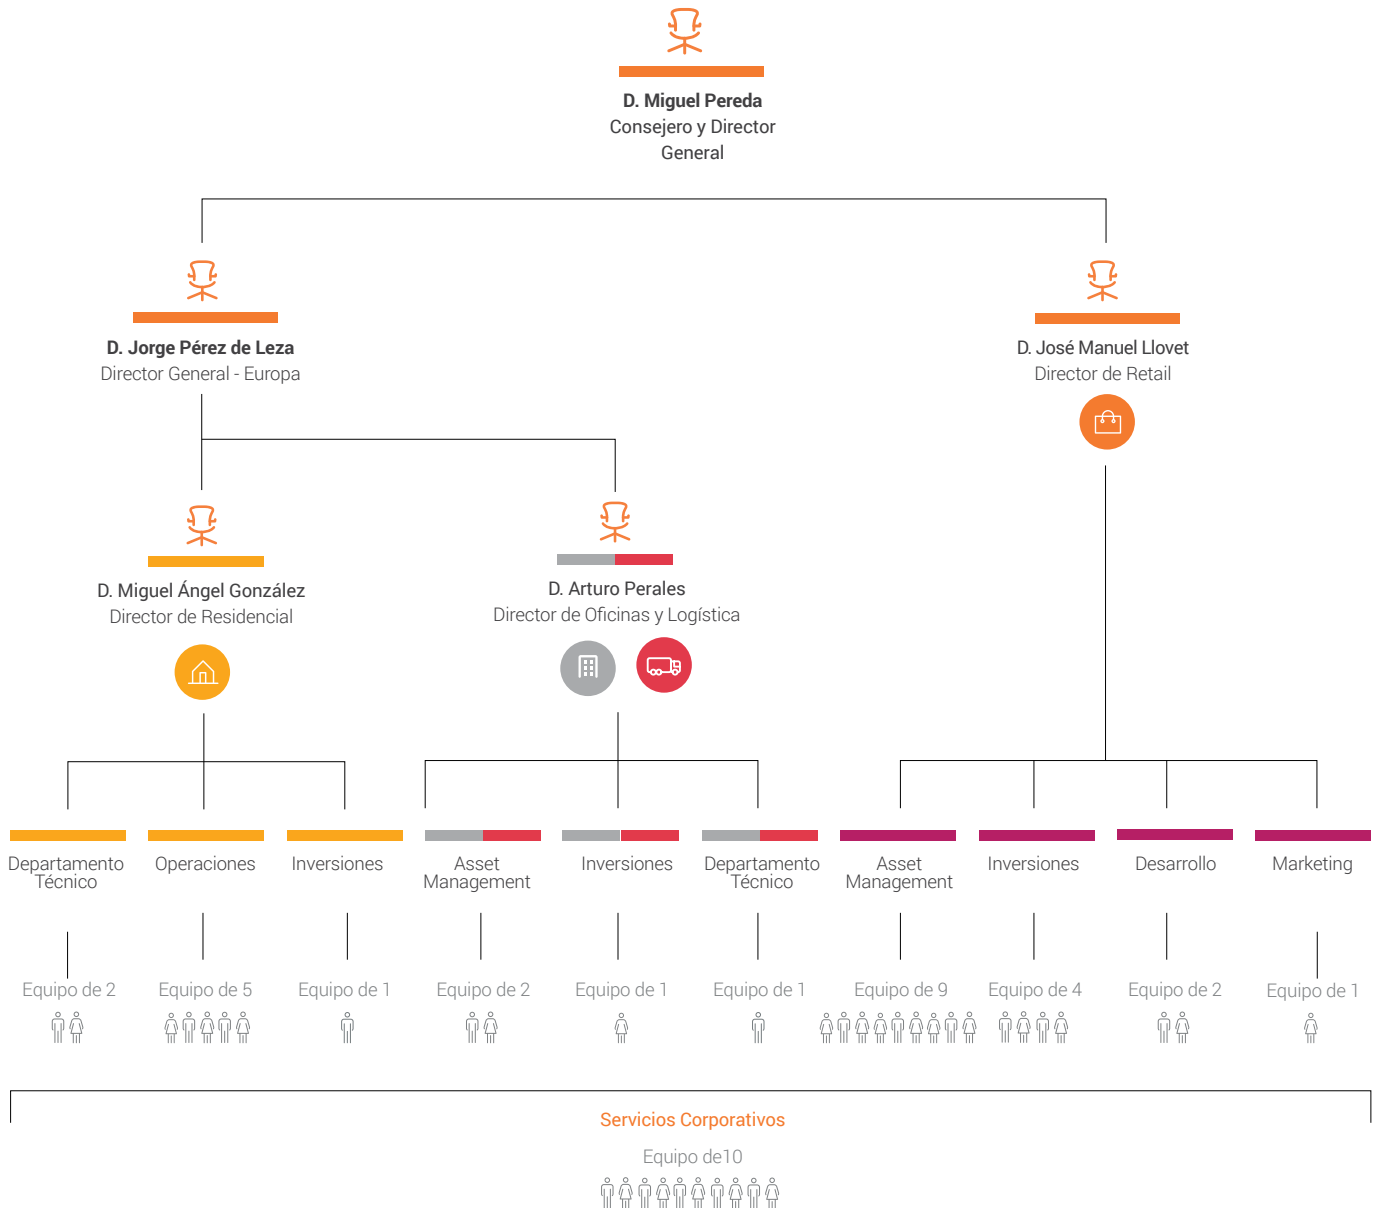 D. Miguel Pereda
Consejero y Director
General
D. Jorge Pérez de Leza
Director General - Europa
D. José Manuel Llovet
Director de Retail
D. Miguel Ángel González
Director de Residencial
D. Arturo Perales
Director de Oficinas y Logística
Departamento
Técnico
Operaciones
Inversiones
Asset
Management
Inversiones
Departamento
Técnico
Asset
Management
Inversiones
Desarrollo
Marketing
Equipo de 2
Equipo de 5
Equipo de 1
Equipo de 2
Equipo de 1
Equipo de 1
Equipo de 9
Equipo de 4
Equipo de 2
Equipo de 1
Servicios Corporativos
Equipo de10